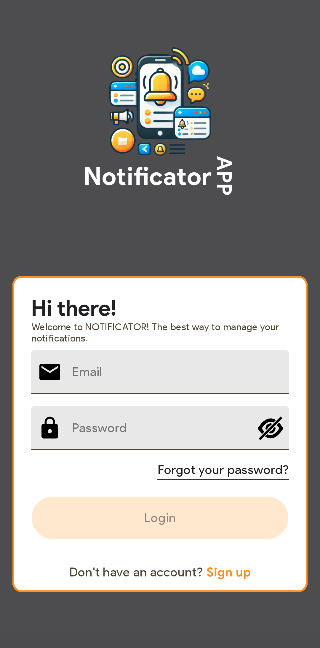 Notificator APP
Hi there!
Welcome to NOTIFICATOR! The best way to manage your
notifications.
Email
Password
Forgot your password?
Login
Don't have an account? Sign up